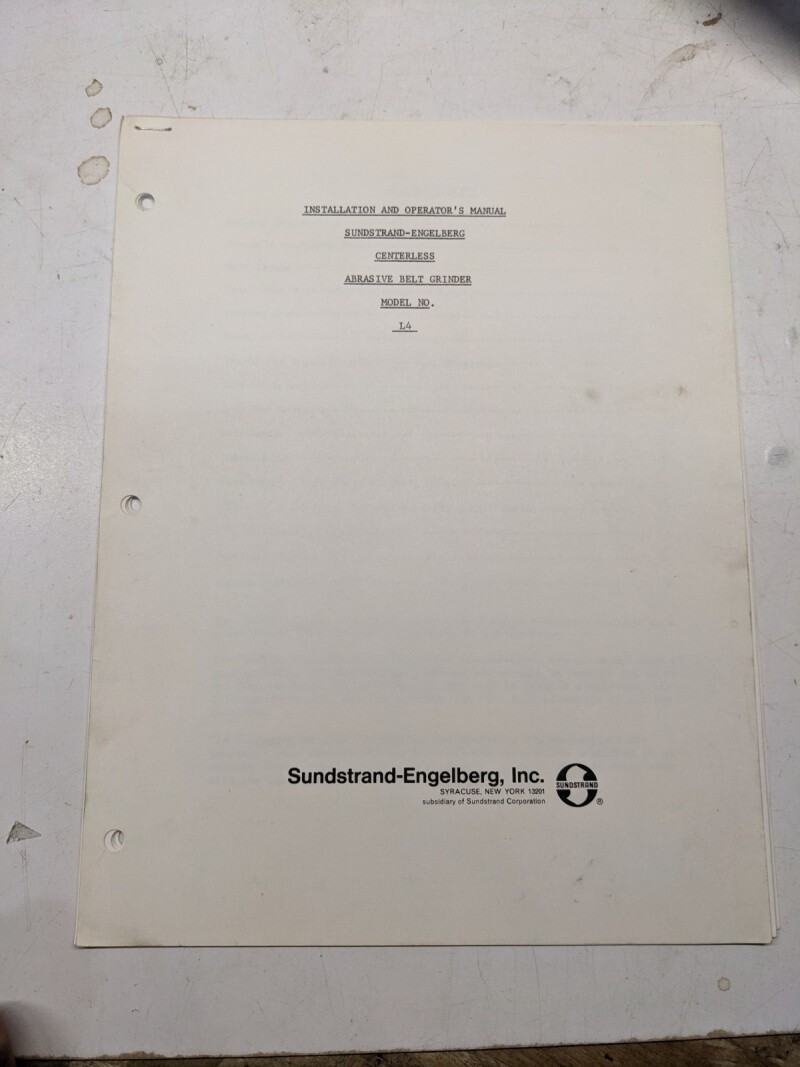 INSTALLATION AND OPERATOR'S MANUAL
SUNDSTRAND-ENGELBERG
CENTERLESS
ABRASIVE BELT GRINDER
MODEL NO.
L4
Sundstrand-Engelberg, Inc.
SYRACUSE, NEW YORK 13201
subsidiary of Sundstrand Corporation
SUNDSTRAND
®